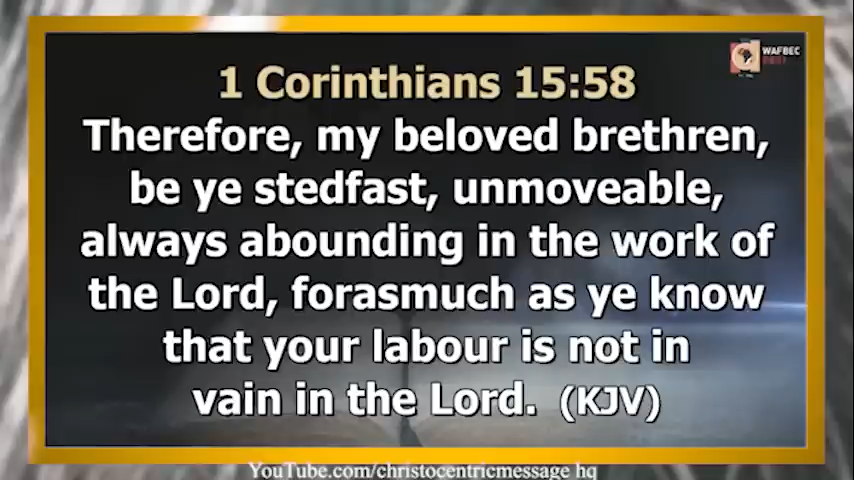 WAFBEC
1 Corinthians 15:58
Therefore, my beloved brethren,
be ye stedfast, unmoveable,
always abounding in the work of
the Lord, forasmuch as ye know
that your labour is not in
vain in the Lord. (KJV)
YouTube.com/christocentricmessage hq